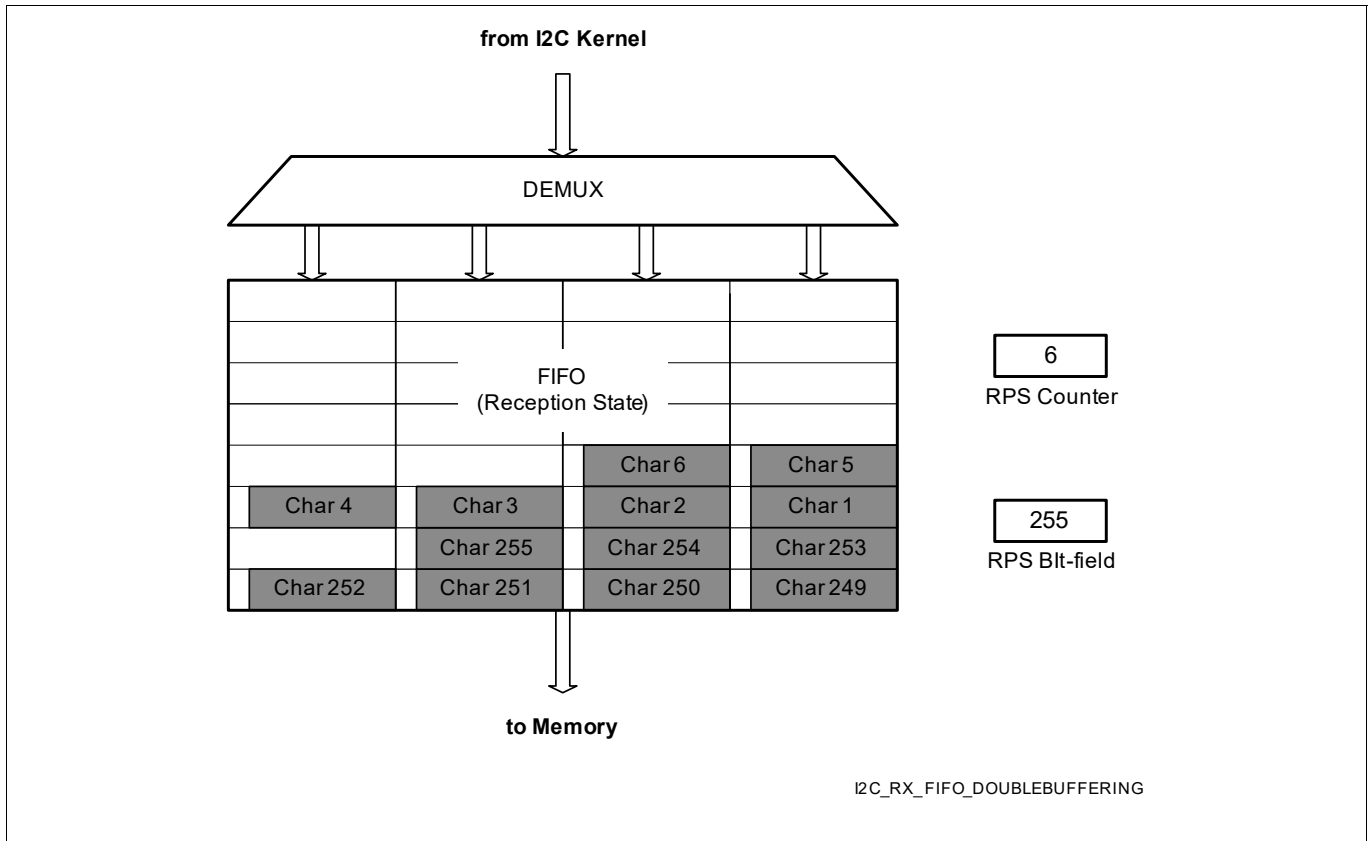 from I2C Kernel
DEMUX
FIFO
(Reception State)
6
RPS Counter
Char 6 Char 5
Char 4 Char 3 Char 2 Char 1
255
RPS BIt-field
Char 255 Char 254 Char 253
Char 252 Char 251 Char 250 Char 249
to Memory
I2C_RX_FIFO_DOUBLEBUFFERING